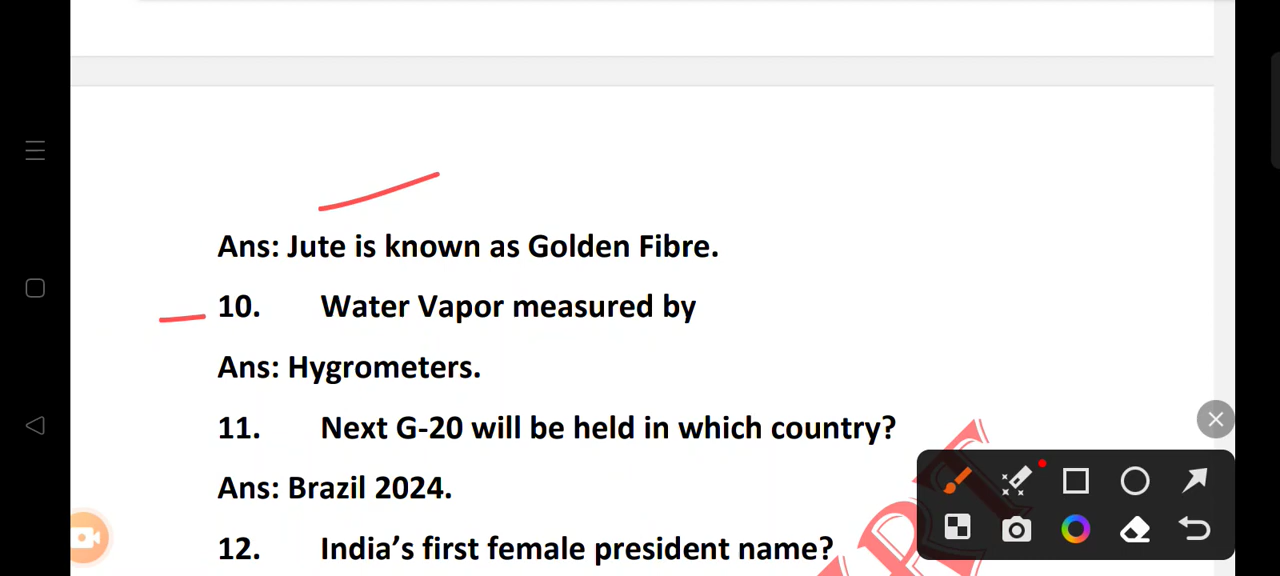 Ans: Jute is known as Golden Fibre.
10. Water Vapor measured by
Ans: Hygrometers.
11. Next G-20 will be held in which country?
Ans: Brazil 2024.
12. India’s first female president name?